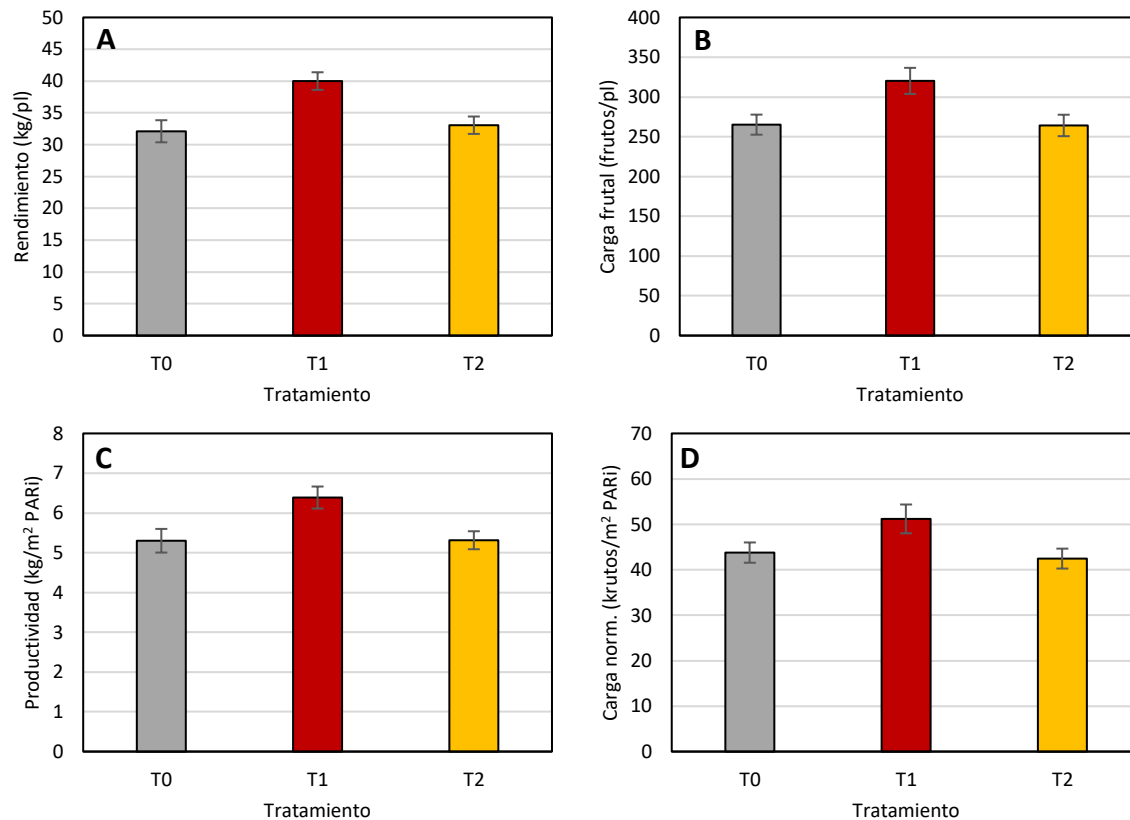 A
Rendimiento (kg/pl)
50
45
40
35
30
25
20
15
10
5
0
T0 T1 T2
Tratamiento
B
Carga frutal (frutos/pl)
400
350
300
250
200
150
100
50
0
T0 T1 T2
Tratamiento
C
Productividad (kg/m² PARi)
8
7
6
5
4
3
2
1
0
T0 T1 T2
Tratamiento
D
Carga norm. (krutos/m² PARi)
70
60
50
40
30
20
10
0
T0 T1 T2
Tratamiento